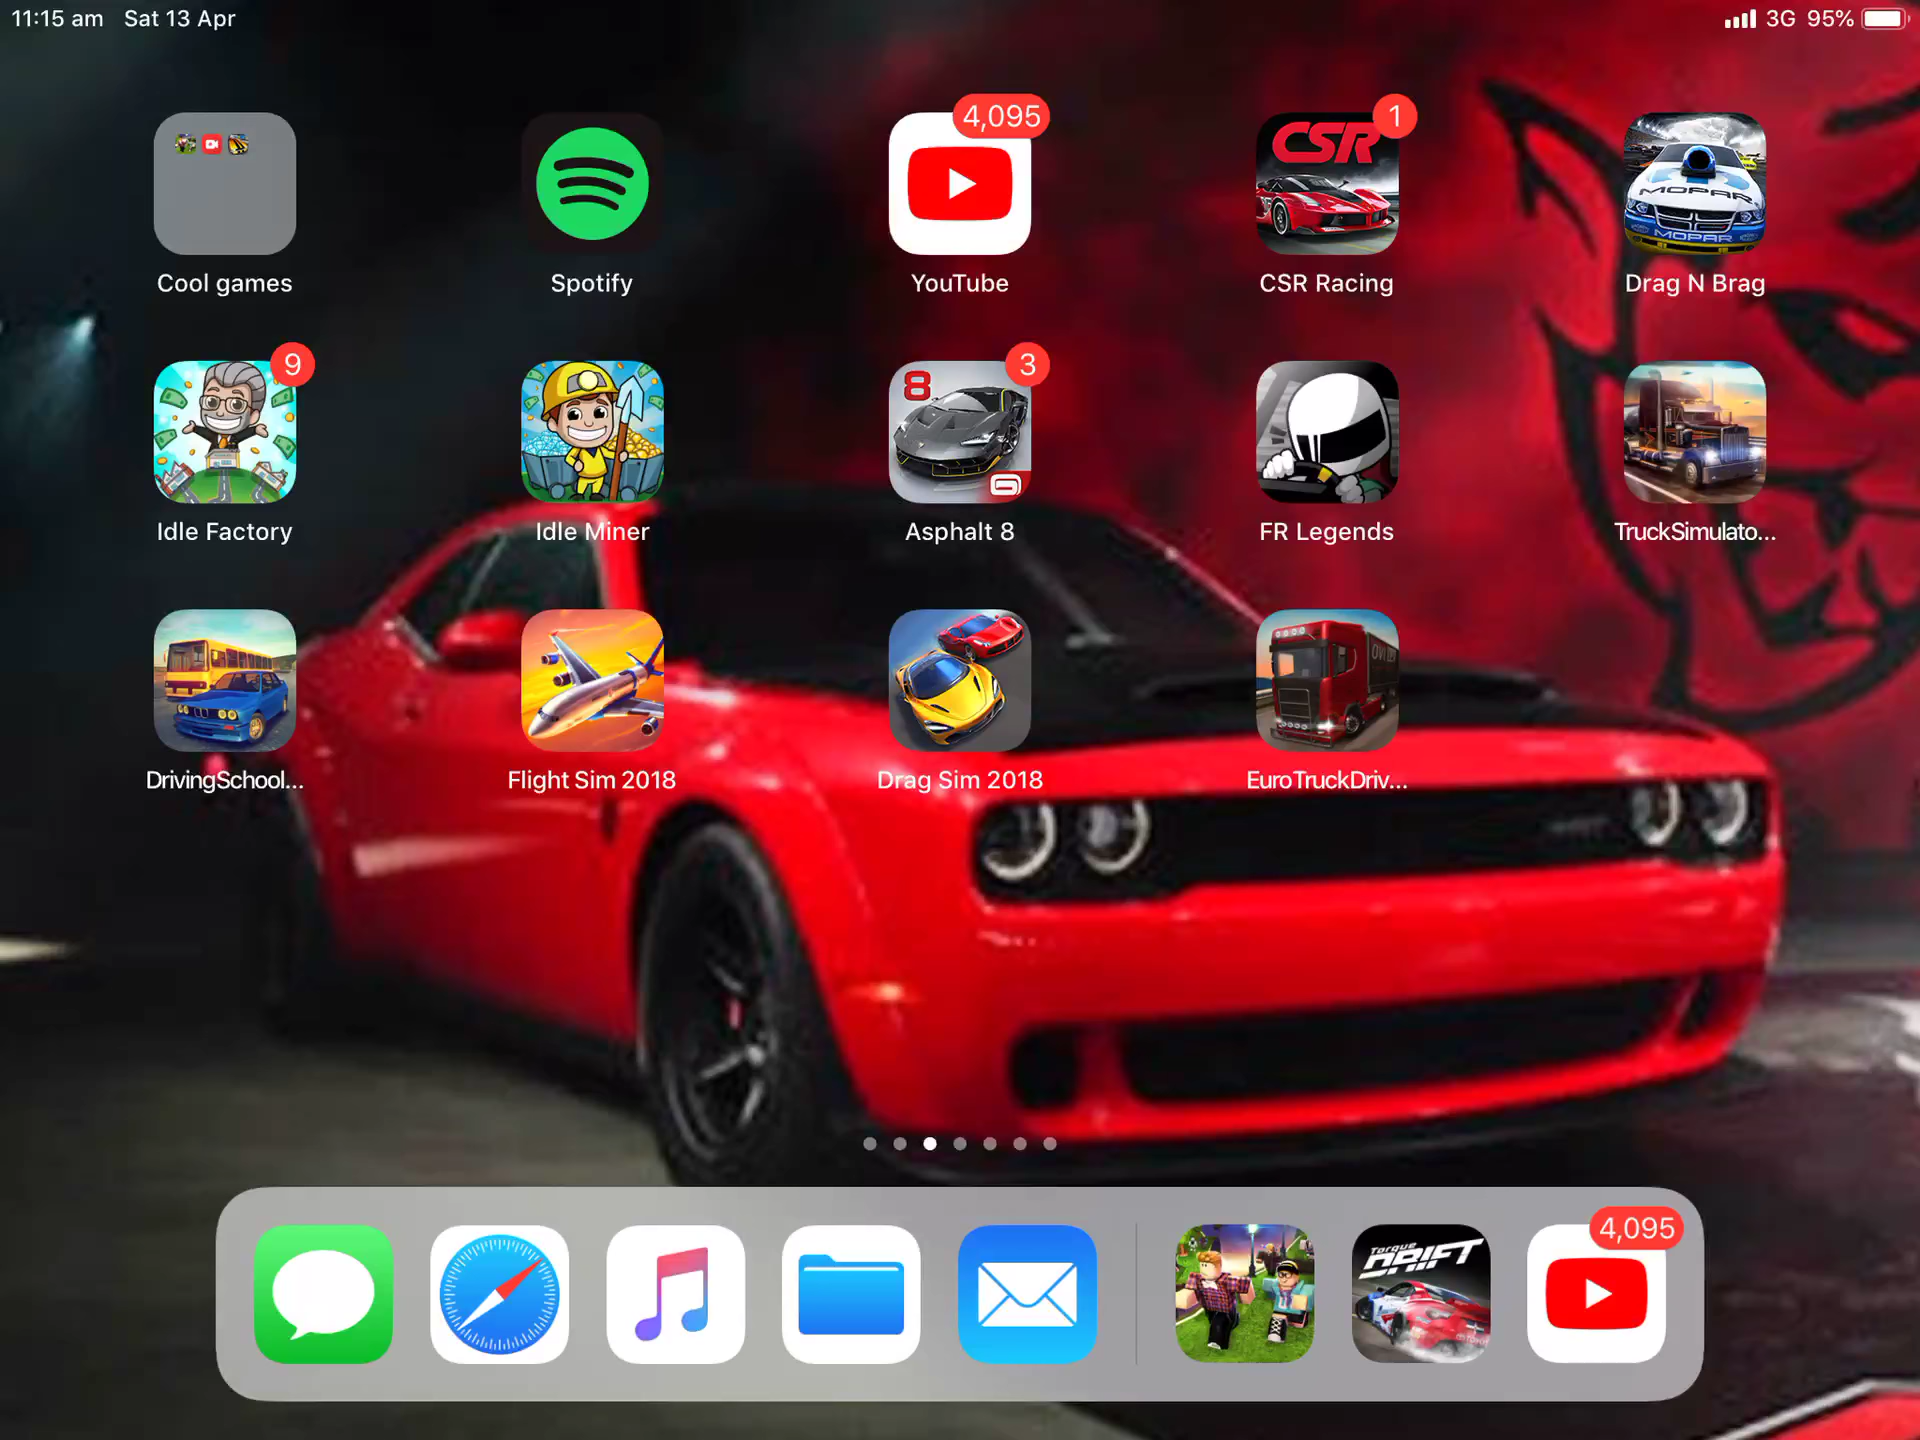 11:15 am Sat 13 Apr 3G 95%
4,095
1
CSR
MOPAR
MOPAR
Cool games Spotify YouTube CSR Racing Drag N Brag
9
3
8
Idle Factory Idle Miner Asphalt 8 FR Legends TruckSimulato...
DrivingSchool... Flight Sim 2018 Drag Sim 2018 EuroTruckDriv...
4,095
Torque
DRIFT